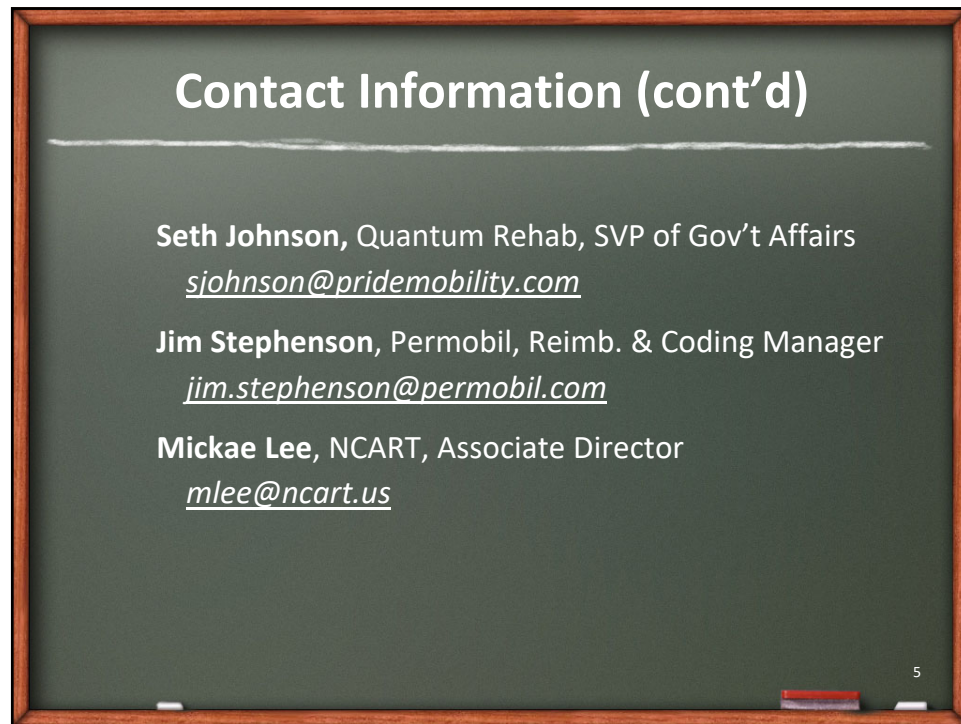 Contact Information (cont’d)
Seth Johnson, Quantum Rehab, SVP of Gov’t Affairs
sjohnson@pridemobility.com
Jim Stephenson, Permobil, Reimb. & Coding Manager
jim.stephenson@permobil.com
Mickae Lee, NCART, Associate Director
mlee@ncart.us
5